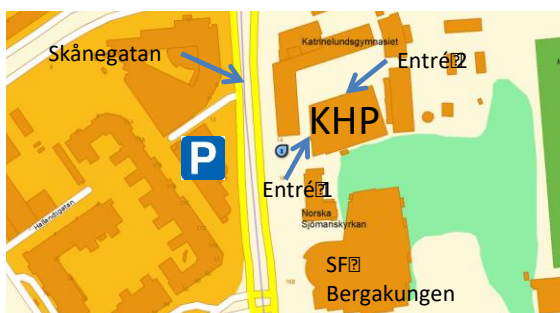 Skånegatan
Katrinelundsgymnasiet
Entré 2
KHP
P
Entré 1
Hallandsgatan
Norska
Sjömanskyrkan
SF
Bergakungen